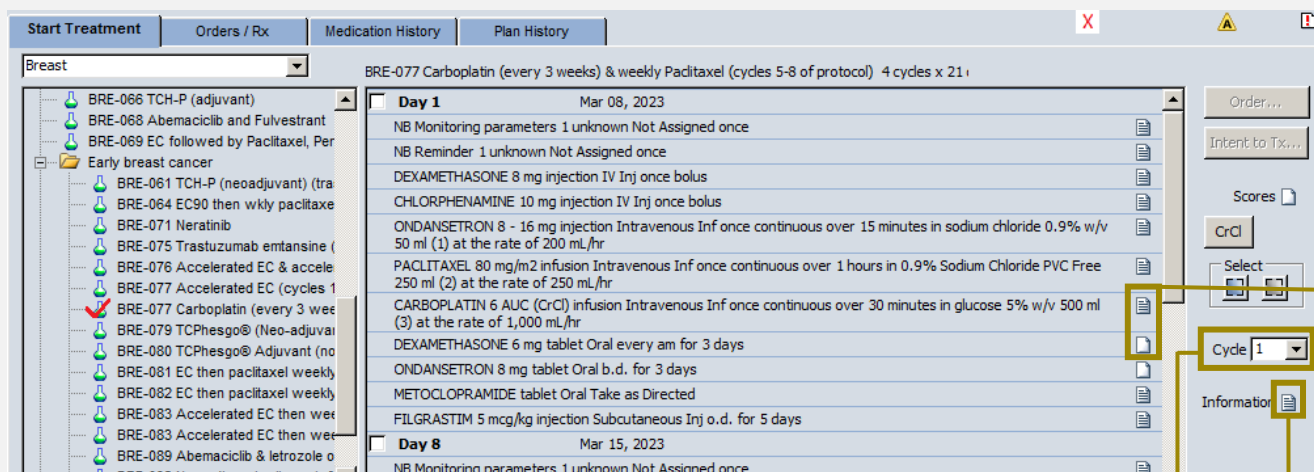 Start Treatment
Orders / Rx
Medication History
Plan History
X
A
!
Breast
BRE-077 Carboplatin (every 3 weeks) & weekly Paclitaxel (cycles 5-8 of protocol) 4 cycles x 21
BRE-066 TCH-P (adjuvant)
BRE-068 Abemaciclib and Fulvestrant
BRE-069 EC followed by Paclitaxel, Per
Early breast cancer
BRE-061 TCH-P (neoadjuvant) (tra
BRE-064 EC90 then wkly paclitaxe
BRE-071 Neratinib
BRE-075 Trastuzumab emtansine (
BRE-076 Accelerated EC & accele
BRE-077 Accelerated EC (cycles 1
BRE-077 Carboplatin (every 3 wee
BRE-079 TCPhesgo® (Neo-adjuva
BRE-080 TCPhesgo® Adjuvant (no
BRE-081 EC then paclitaxel weekly
BRE-082 EC then paclitaxel weekly
BRE-083 Accelerated EC then wee
BRE-083 Accelerated EC then wee
BRE-089 Abemaciclib & letrozole o
Day 1 Mar 08, 2023
NB Monitoring parameters 1 unknown Not Assigned once
NB Reminder 1 unknown Not Assigned once
DEXAMETHASONE 8 mg injection IV Inj once bolus
CHLORPHENAMINE 10 mg injection IV Inj once bolus
ONDANSETRON 8 - 16 mg injection Intravenous Inf once continuous over 15 minutes in sodium chloride 0.9% w/v
50 ml (1) at the rate of 200 mL/hr
PACLITAXEL 80 mg/m2 infusion Intravenous Inf once continuous over 1 hours in 0.9% Sodium Chloride PVC Free
250 ml (2) at the rate of 250 mL/hr
CARBOPLATIN 6 AUC (CrCl) infusion Intravenous Inf once continuous over 30 minutes in glucose 5% w/v 500 ml
(3) at the rate of 1,000 mL/hr
DEXAMETHASONE 6 mg tablet Oral every am for 3 days
ONDANSETRON 8 mg tablet Oral b.d. for 3 days
METOCLOPRAMIDE tablet Oral Take as Directed
FILGRASTIM 5 mcg/kg injection Subcutaneous Inj o.d. for 5 days
Day 8 Mar 15, 2023
NB Monitoring parameters 1 unknown Not Assigned once
Order...
Intent to Tx...
Scores
CrCl
Select
Cycle 1
Information